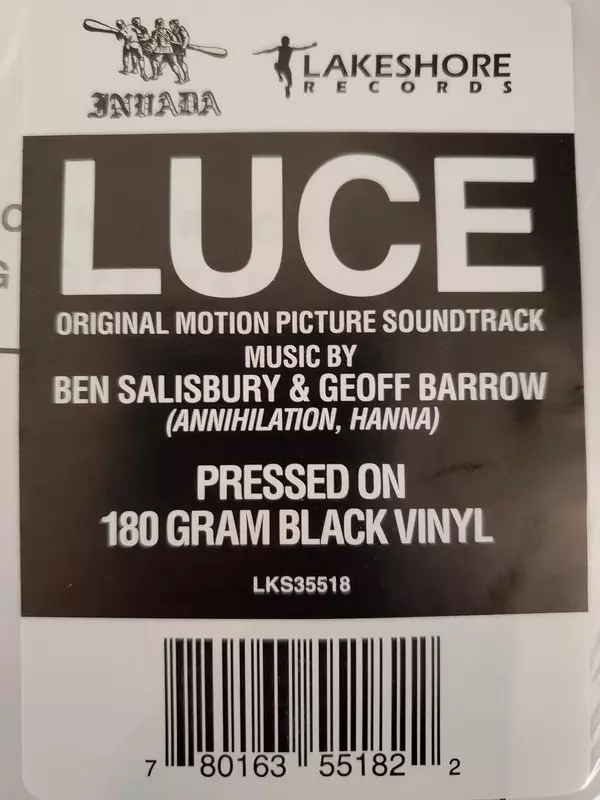 INVADA
LAKESHORE
RECORDS
LUCE
ORIGINAL MOTION PICTURE SOUNDTRACK
MUSIC BY
BEN SALISBURY & GEOFF BARROW
(ANNIHILATION, HANNA)
PRESSED ON
180 GRAM BLACK VINYL
LKS35518
7 80163 55182 2